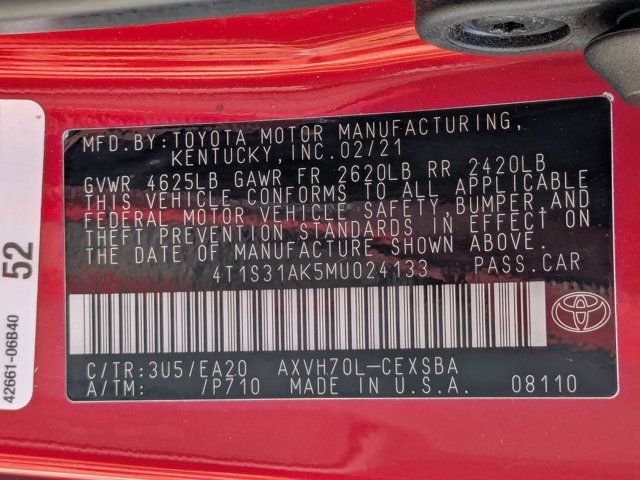 MFD.BY:TOYOTA MOTOR MANUFACTURING,
KENTUCKY, INC.02/21
GVWR 4625LB GAWR FR 2620LB RR 2420LB
THIS VEHICLE CONFORMS TO ALL APPLICABLE
FEDERAL MOTOR VEHICLE SAFETY,BUMPER,AND
THEFT PREVENTION STANDARDS IN EFFECT ON
THE DATE OF MANUFACTURE SHOWN ABOVE.
4T1S31AK5MU024133 PASS.CAR
C/TR:3U5/EA20 AXVH70L-CEXSBA
A/TM: /P710 MADE IN U.S.A. 08110
52
42661-06B40